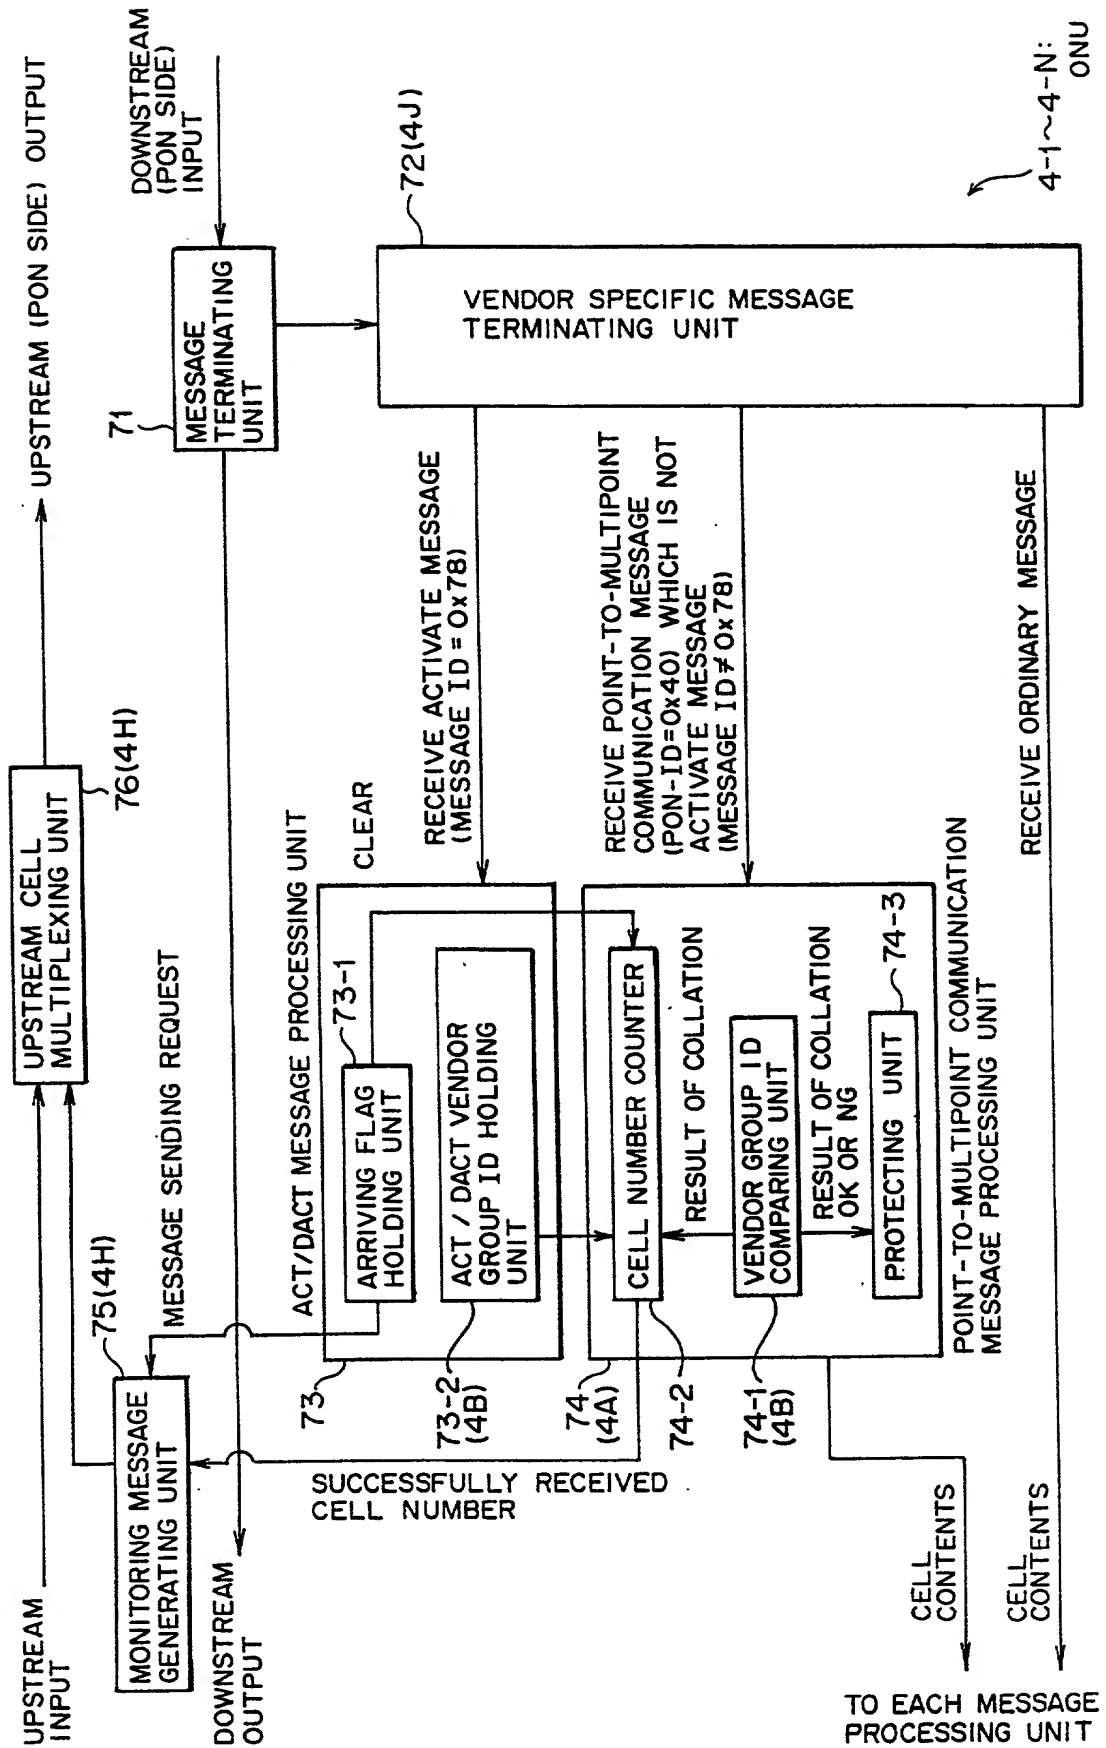 UPSTREAM
INPUT
UPSTREAM CELL
MULTIPLEXING UNIT
76(4H)
UPSTREAM (PON SIDE) OUTPUT
MONITORING MESSAGE
GENERATING UNIT
75(4H)
MESSAGE SENDING REQUEST
DOWNSTREAM
OUTPUT
71
MESSAGE
TERMINATING
UNIT
DOWNSTREAM
(PON SIDE)
INPUT
SUCCESSFULLY RECEIVED
CELL NUMBER
73
ACT/DACT MESSAGE PROCESSING UNIT
ARRIVING FLAG
HOLDING UNIT
73-1
CLEAR
73-2
(4B)
ACT / DACT VENDOR
GROUP ID HOLDING
UNIT
RECEIVE ACTIVATE MESSAGE
(MESSAGE ID = 0x78)
72(4J)
VENDOR SPECIFIC MESSAGE
TERMINATING UNIT
74
(4A)
CELL NUMBER COUNTER
74-2
RESULT OF COLLATION
74-1
(4B)
VENDOR GROUP ID
COMPARING UNIT
RESULT OF COLLATION
OK OR NG
PROTECTING UNIT
74-3
RECEIVE POINT-TO-MULTIPOINT
COMMUNICATION MESSAGE
(PON-ID=0x40) WHICH IS NOT
ACTIVATE MESSAGE
(MESSAGE ID≠0x78)
POINT-TO-MULTIPOINT COMMUNICATION
MESSAGE PROCESSING UNIT
CELL
CONTENTS
CELL
CONTENTS
RECEIVE ORDINARY MESSAGE
TO EACH MESSAGE
PROCESSING UNIT
4-1~4-N:
ONU